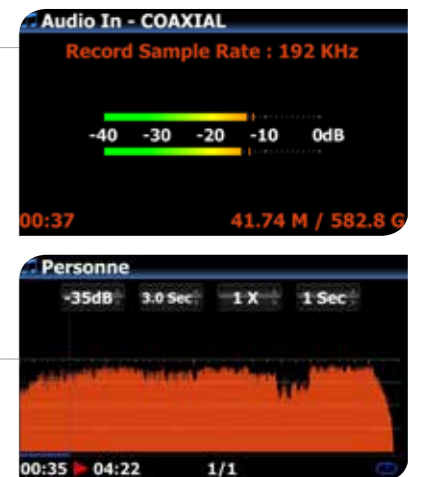 Audio In - COAXIAL
Record Sample Rate : 192 KHz
-40 -30 -20 -10 0dB
00:37 41.74 M / 582.8 G
Personne
-35dB 3.0 Sec 1 X 1 Sec
00:35 04:22 1/1